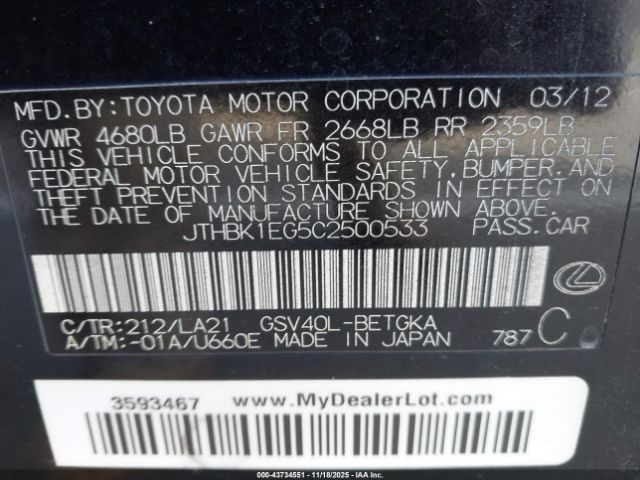 MFD.BY:TOYOTA MOTOR CORPORATION 03/12
GVWR 4680LB GAWR FR 2668LB RR 2359LB
THIS VEHICLE CONFORMS TO ALL APPLICABLE
FEDERAL MOTOR VEHICLE SAFETY,BUMPER,AND
THEFT PREVENTION STANDARDS IN EFFECT ON
THE DATE OF MANUFACTURE SHOWN ABOVE.
JTHBK1EG5C2500533 PASS.CAR
C/TR:212/LA21 GSV40L-BETGKA
A/TM:-01A/U660E MADE IN JAPAN 787 C
3593467 www.MyDealerLot.com
000-43734551 | 11/18/2025 - IAA Inc.